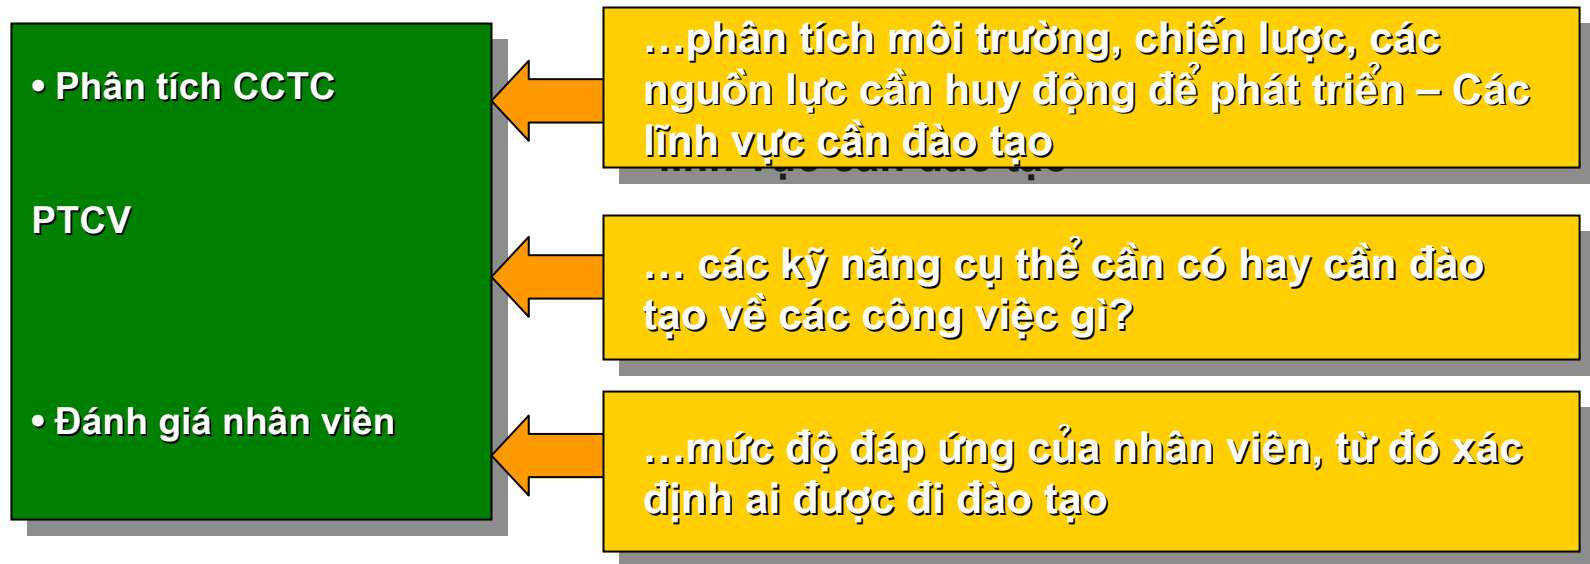 • Phân tích CCTC
PTCV
• Đánh giá nhân viên
…phân tích môi trường, chiến lược, các
nguồn lực cần huy động để phát triển – Các
lĩnh vực cần đào tạo
… các kỹ năng cụ thể cần có hay cần đào
tạo về các công việc gì?
…mức độ đáp ứng của nhân viên, từ đó xác
định ai được đi đào tạo